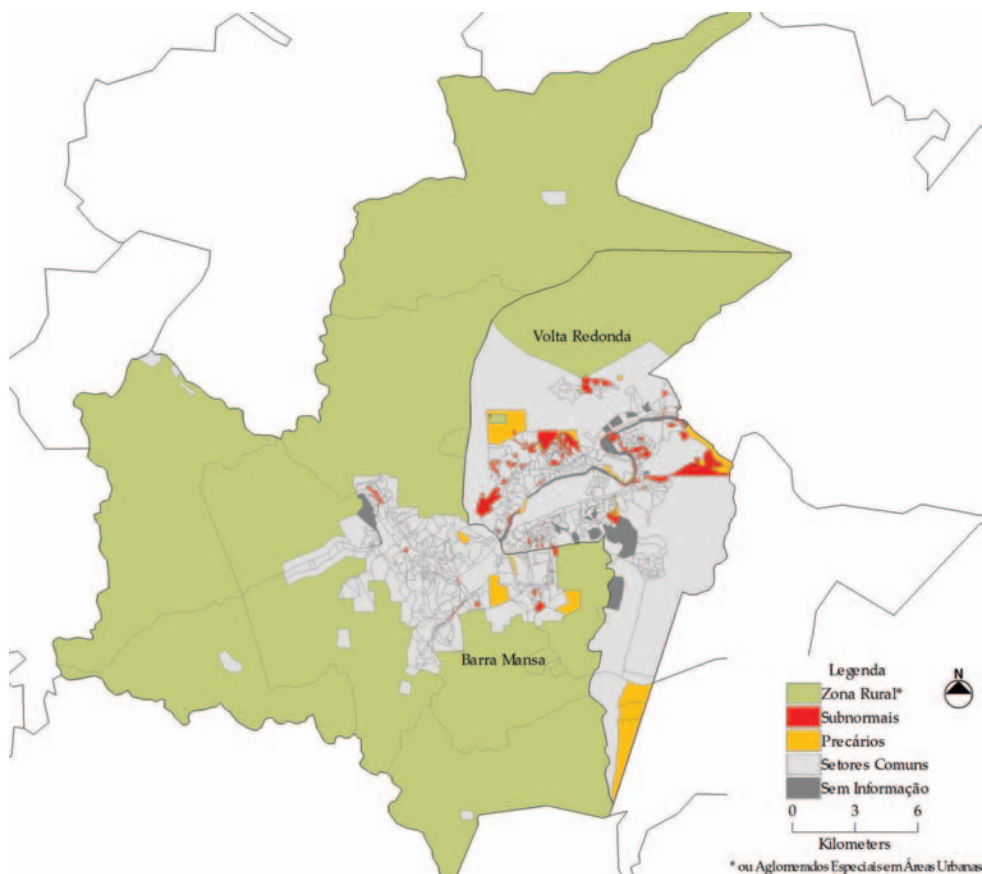 Volta Redonda
Barra Mansa
Legenda
Zona Rural*
Subnormais
Precários
Setores Comuns
Sem Informação
N
0 3 6
Kilometers
* ou Aglomerados Especiais em Áreas Urbanas